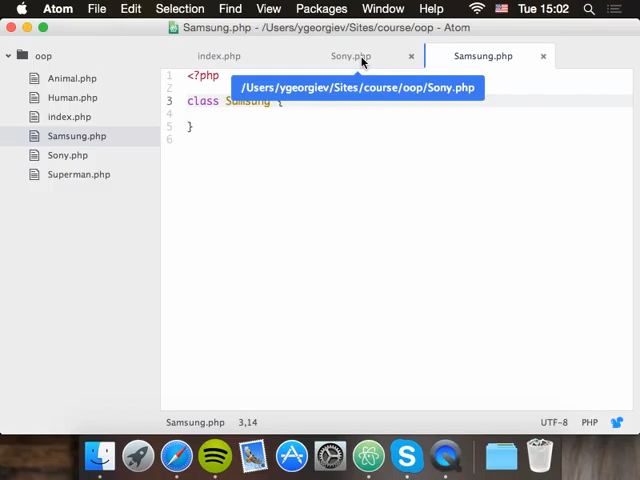 Atom File Edit Selection Find View Packages Window Help Tue 15:02
Samsung.php - /Users/ygeorgiev/Sites/course/oop - Atom
oop
Animal.php
Human.php
index.php
Samsung.php
Sony.php
Superman.php
index.php Sony.php Samsung.php
/Users/ygeorgiev/Sites/course/oop/Sony.php
1 <?php
2
3 class Samsung {
4
5 }
6
Samsung.php 3,14 UTF-8 PHP